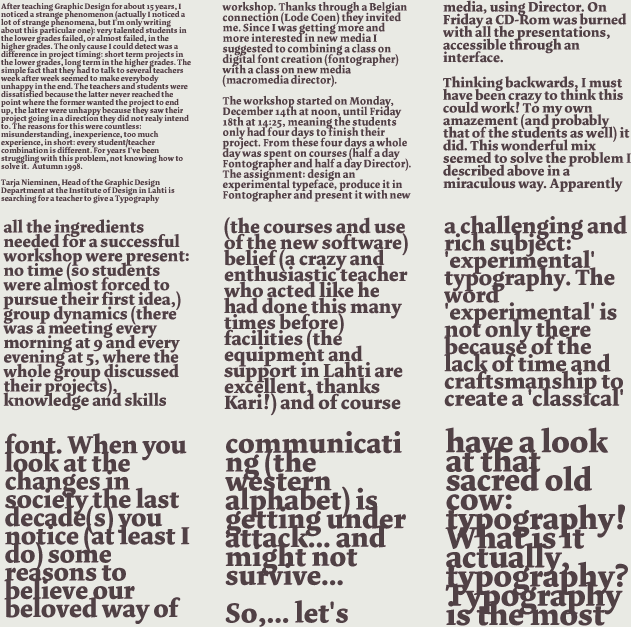 After teaching Graphic Design for about 15 years, I
noticed a strange phenomenon (actually I noticed a
lot of strange phenomena, but I'm only writing
about this particular one): very talented students in
the lower grades failed, or almost failed, in the
higher grades. The only cause I could detect was a
difference in project timing: short term projects in
the lower grades, long term in the higher grades. The
simple fact that they had to talk to several teachers
week after week seemed to make everybody
unhappy in the end. The teachers and students were
dissatisfied because the latter never reached the
point where the former wanted the project to end
up, the latter were unhappy because they saw their
project going in a direction they did not realy intend
to. The reasons for this were countless:
misunderstanding, inexperience, too much
experience, in short: every student/teacher
combination is different. For years I've been
struggling with this problem, not knowing how to
solve it. Autumn 1998.

Tarja Nieminen, Head of the Graphic Design
Department at the Institute of Design in Lahti is
searching for a teacher to give a Typography
workshop. Thanks through a Belgian
connection (Lode Coen) they invited
me. Since I was getting more and
more interested in new media I
suggested to combining a class on
digital font creation (fontographer)
with a class on new media
(macromedia director).

The workshop started on Monday,
December 14th at noon, until Friday
18th at 14:25, meaning the students
only had four days to finish their
project. From these four days a whole
day was spent on courses (half a day
Fontographer and half a day Director).
The assignment: design an
experimental typeface, produce it in
Fontographer and present it with new
media, using Director. On
Friday a CD-Rom was burned
with all the presentations,
accessible through an
interface.

Thinking backwards, I must
have been crazy to think this
could work! To my own
amazement (and probably
that of the students as well) it
did. This wonderful mix
seemed to solve the problem I
described above in a
miraculous way. Apparently
all the ingredients
needed for a successful
workshop were present:
no time (so students
were almost forced to
pursue their first idea,)
group dynamics (there
was a meeting every
morning at 9 and every
evening at 5, where the
whole group discussed
their projects),
knowledge and skills
(the courses and use
of the new software)
belief (a crazy and
enthusiastic teacher
who acted like he
had done this many
times before)
facilities (the
equipment and
support in Lahti are
excellent, thanks
Kari!) and of course
a challenging and
rich subject:
'experimental'
typography. The
word
'experimental' is
not only there
because of the
lack of time and
craftsmanship to
create a 'classical'
font. When you
look at the
changes in
society the last
decade(s) you
notice (at least I
do) some
reasons to
believe our
beloved way of
communicati
ng (the
western
alphabet) is
getting under
attack... and
might not
survive...

So,... let's
have a look
at that
sacred old
cow:
typography!
What is it
actually,
typography?
Typography
is the most